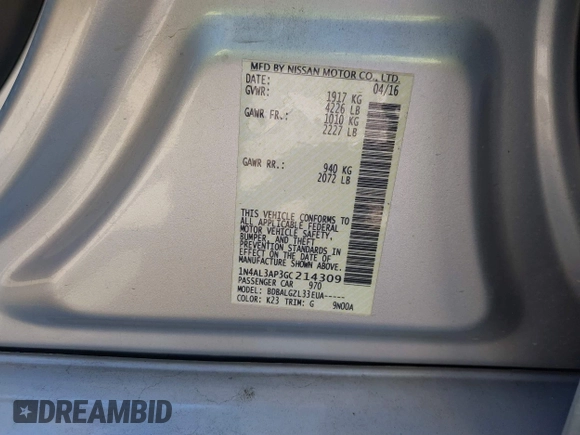 MFD BY NISSAN MOTOR CO., LTD.
DATE: 04/16
GVWR: 1917 KG
4226 LB
GAWR FR.: 1010 KG
2227 LB
GAWR RR.: 940 KG
2072 LB
THIS VEHICLE CONFORMS TO
ALL APPLICABLE FEDERAL
MOTOR VEHICLE SAFETY,
BUMPER, AND THEFT
PREVENTION STANDARDS IN
EFFECT ON THE DATE OF
MANUFACTURE SHOWN ABOVE.
1N4AL3AP3GC214309
PASSENGER CAR 970
MODEL: BDBALGZL33EUA-----
COLOR: K23 TRIM: G 9N00A
DREAMBID